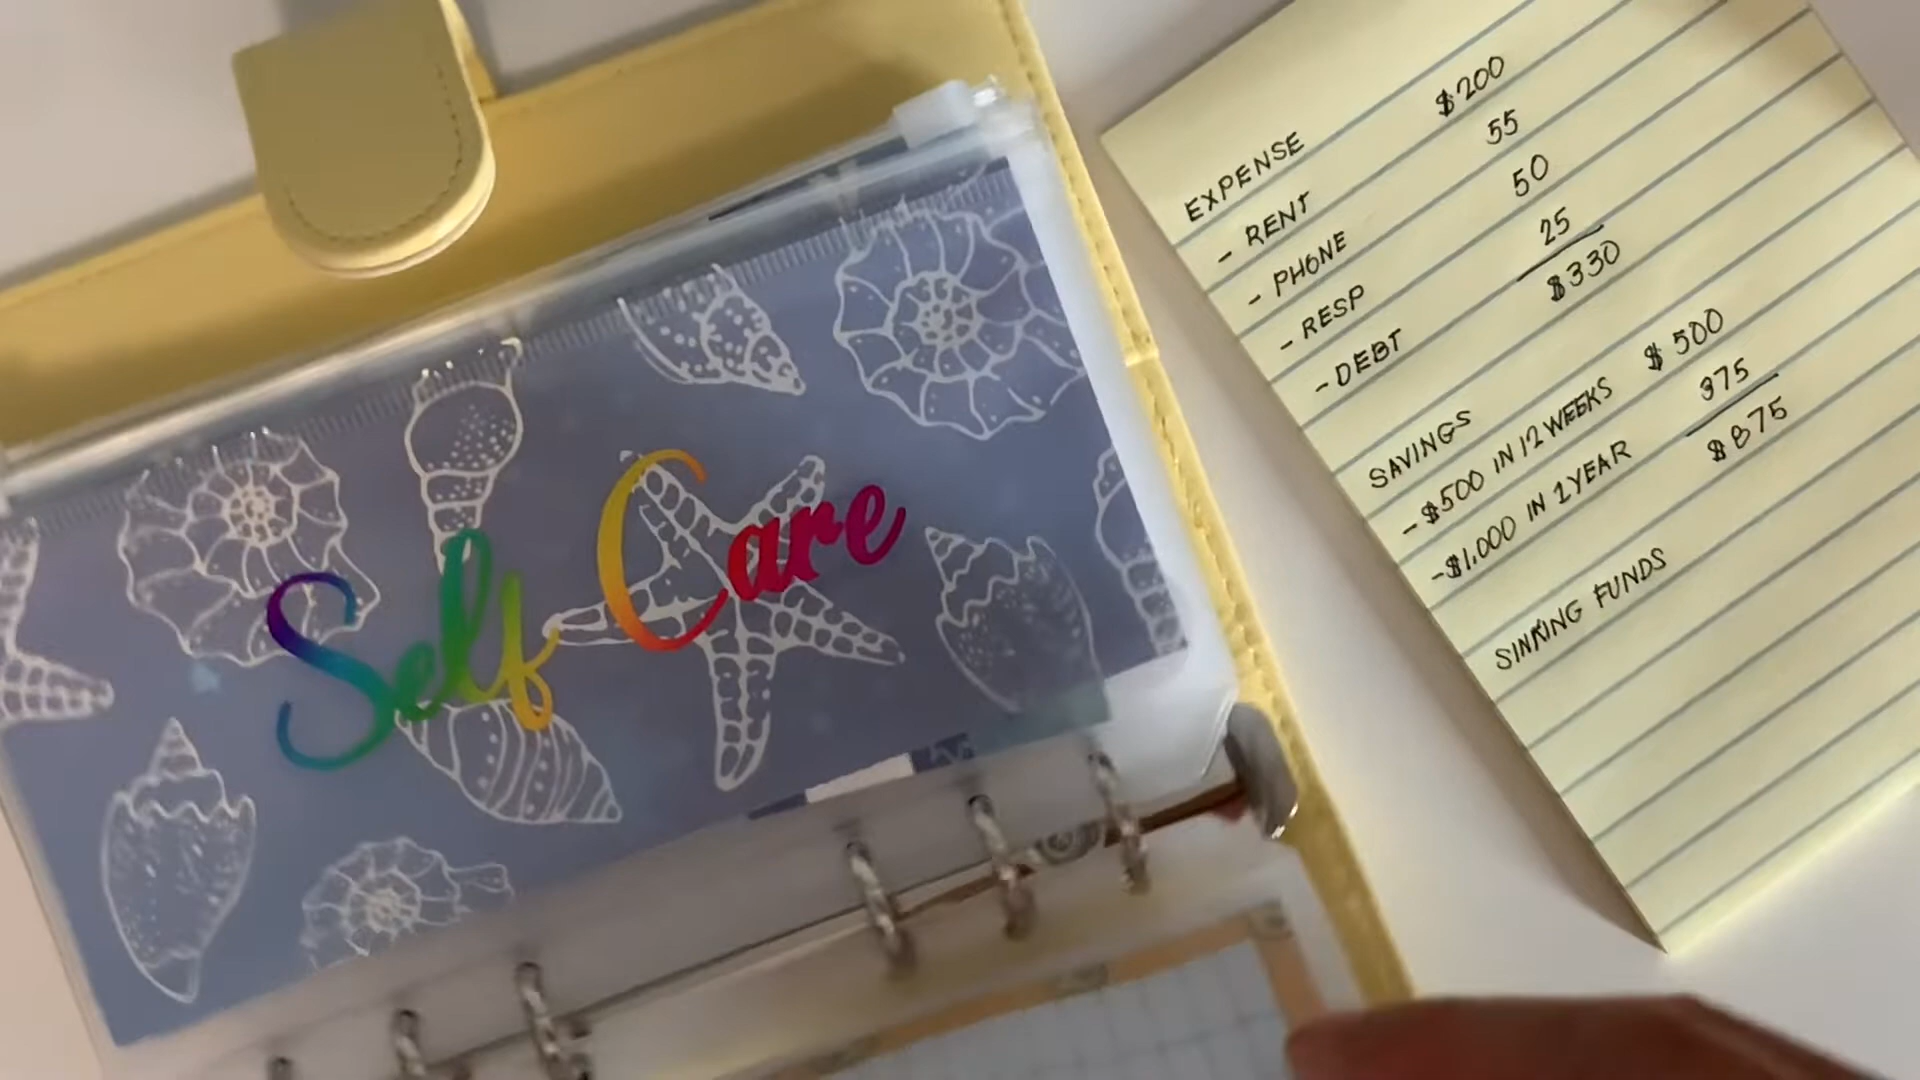 Self Care
EXPENSE
- RENT $200
- PHONE 55
- RESP 50
- DEBT 25
$330
SAVINGS
- $500 IN 12 WEEKS $500
- $1,000 IN 1 YEAR 375
$875
SINKING FUNDS